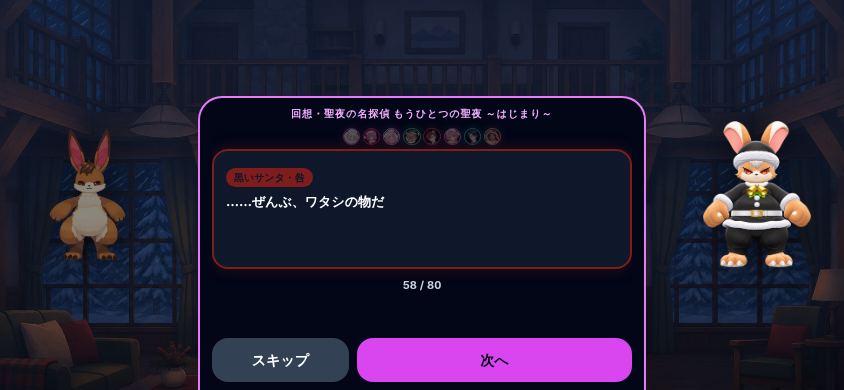 回想・聖夜の名探偵 もうひとつの聖夜 ～はじまり～
黒いサンタ・咎
……ぜんぶ、ワタシの物だ
58 / 80
スキップ
次へ